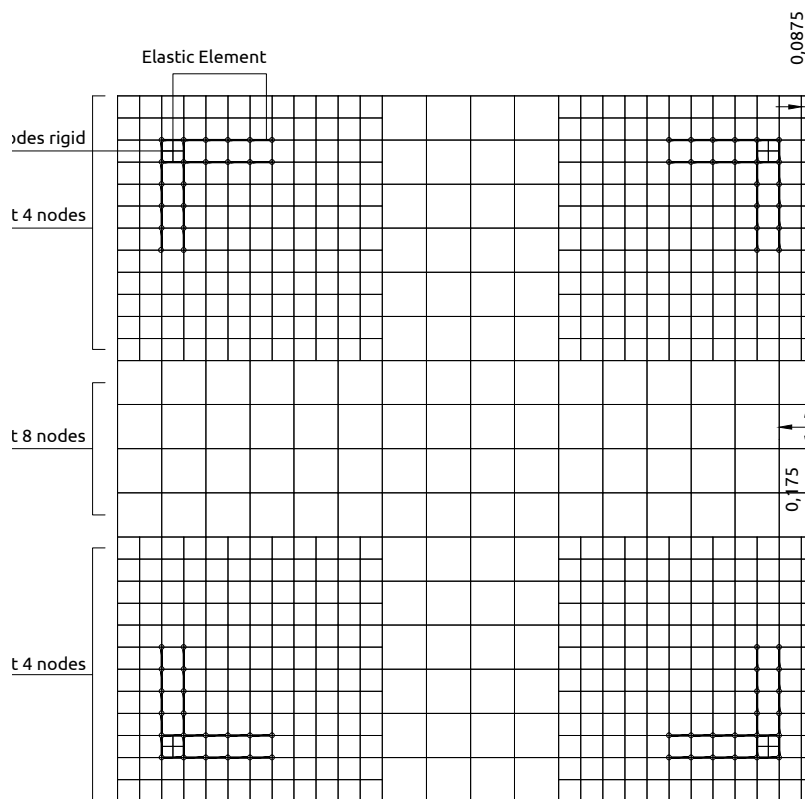 0,0875
Elastic Element
odes rigid
t 4 nodes
t 8 nodes
0,175
t 4 nodes